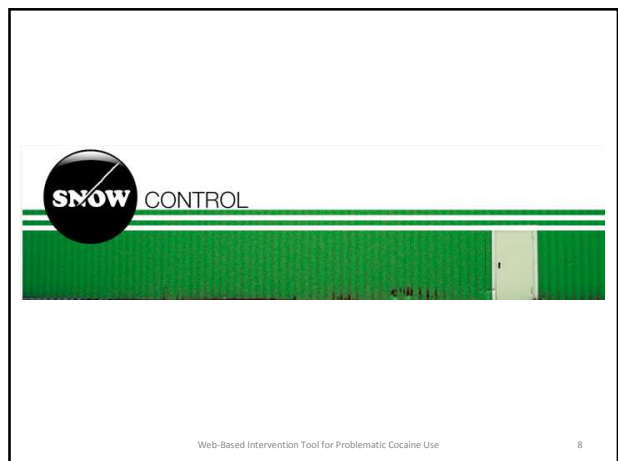 SNOW CONTROL
Web-Based Intervention Tool for Problematic Cocaine Use 8